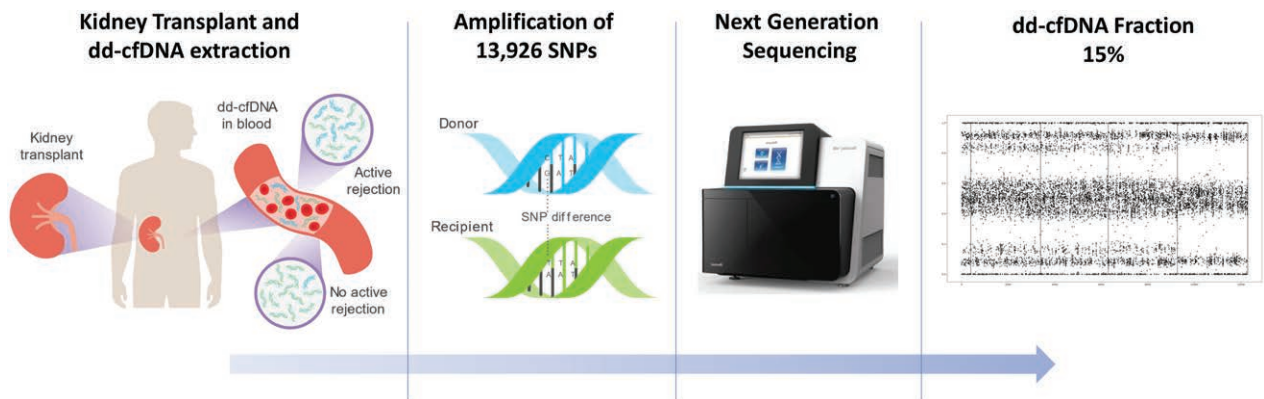 Kidney Transplant and
dd-cfDNA extraction
Amplification of
13,926 SNPs
Next Generation
Sequencing
dd-cfDNA Fraction
15%
Kidney
transplant
dd-cfDNA
in blood
Active
rejection
No active
rejection
Donor
G A T
SNP difference
Recipient
T T A
A A T